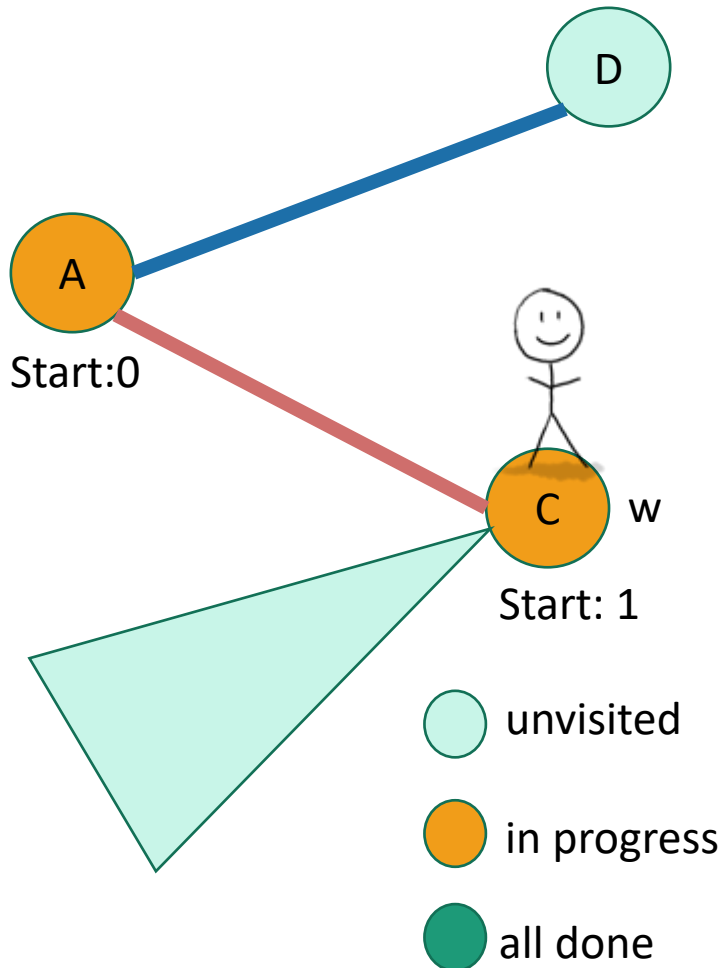 D
A
Start:0
C
w
Start: 1
unvisited
in progress
all done